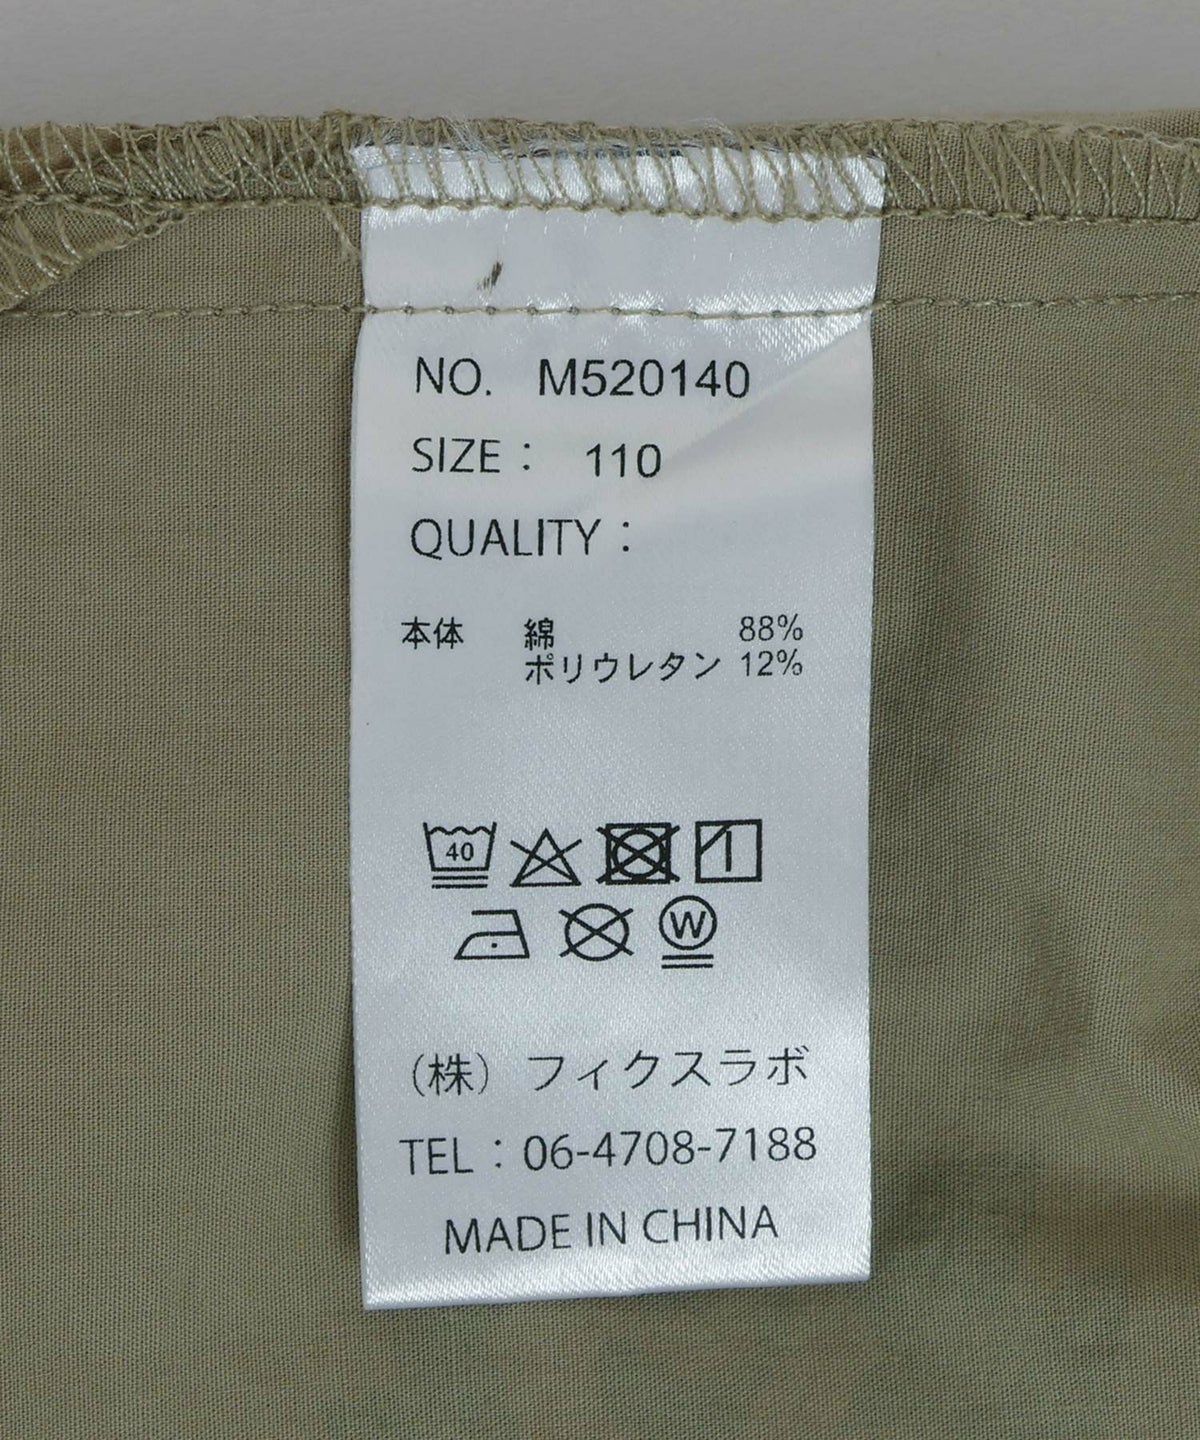 NO. M520140
SIZE： 110
QUALITY：
本体 綿 88%
ポリウレタン 12%
40
W
（株）フィクスラボ
TEL：06-4708-7188
MADE IN CHINA